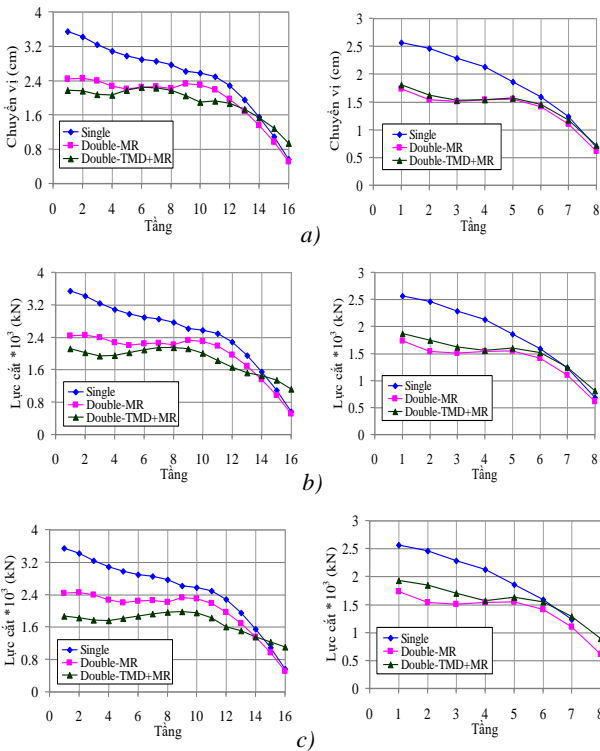 Chuyển vị (cm)
4
3.2
2.4
1.6
0.8
0
Single
Double-MR
Double-TMD+MR
0 2 4 6 8 10 12 14 16
Tầng
Chuyển vị (cm)
3
2.5
2
1.5
1
0.5
0
Single
Double-MR
Double-TMD+MR
0 1 2 3 4 5 6 7 8
Tầng
a)
Lực cắt *10³ (kN)
4
3.2
2.4
1.6
0.8
0
Single
Double-MR
Double-TMD+MR
0 2 4 6 8 10 12 14 16
Tầng
Lực cắt *10³ (kN)
3
2.5
2
1.5
1
0.5
0
Single
Double-MR
Double-TMD+MR
0 1 2 3 4 5 6 7 8
Tầng
b)
Lực cắt *10³ (kN)
4
3.2
2.4
1.6
0.8
0
Single
Double-MR
Double-TMD+MR
0 2 4 6 8 10 12 14 16
Tầng
Lực cắt *10³ (kN)
3
2.5
2
1.5
1
0.5
0
Single
Double-MR
Double-TMD+MR
0 1 2 3 4 5 6 7 8
Tầng
c)